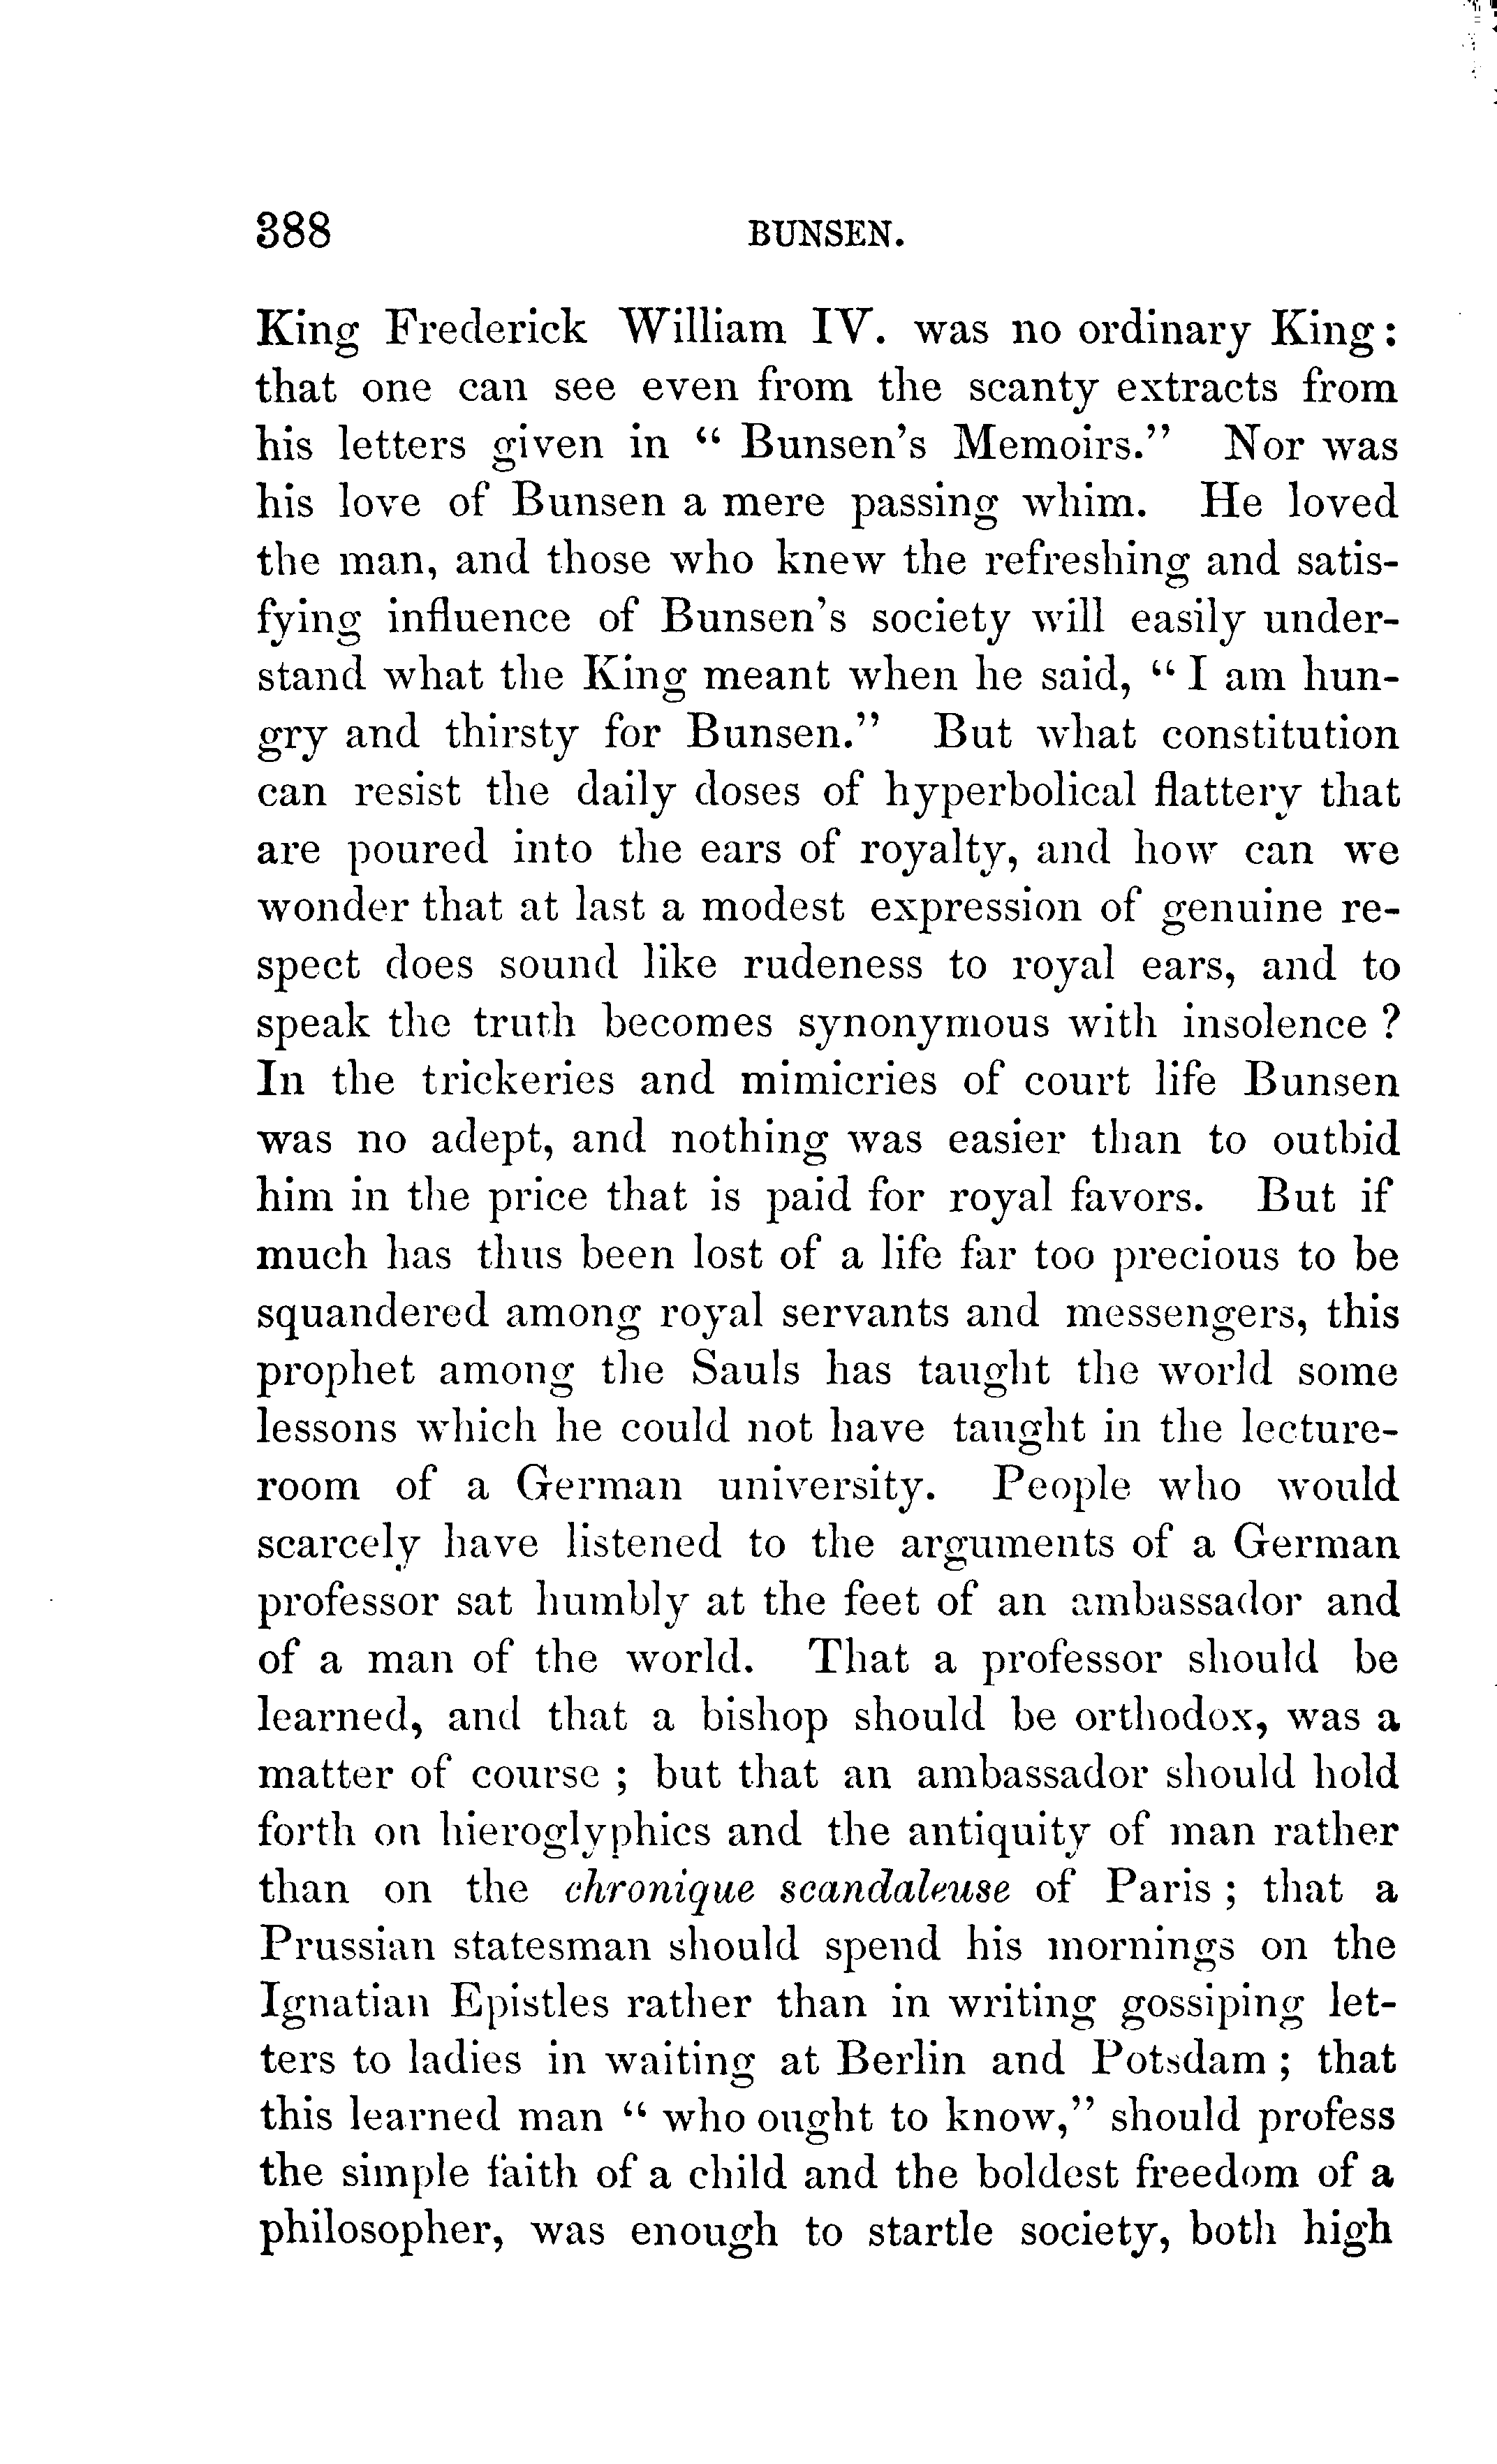 388 BUNSEN.
King Frederick William IV. was no ordinary King:
that one can see even from the scanty extracts from
his letters given in “ Bunsen’s Memoirs.” Nor was
his love of Bunsen a mere passing whim. He loved
the man, and those who knew the refreshing and satis-
fying influence of Bunsen’s society will easily under-
stand what the King meant when he said, “ I am hun-
gry and thirsty for Bunsen.” But what constitution
can resist the daily doses of hyperbolical flattery that
are poured into the ears of royalty, and how can we
wonder that at last a modest expression of genuine re-
spect does sound like rudeness to royal ears, and to
speak the truth becomes synonymous with insolence ?
In the trickeries and mimicries of court life Bunsen
was no adept, and nothing was easier than to outbid
him in the price that is paid for royal favors. But if
much has thus been lost of a life far too precious to be
squandered among royal servants and messengers, this
prophet among the Sauls has taught the world some
lessons which he could not have taught in the lecture-
room of a German university. People who would
scarcely have listened to the arguments of a German
professor sat humbly at the feet of an ambassador and
of a man of the world. That a professor should be
learned, and that a bishop should be orthodox, was a
matter of course ; but that an ambassador should hold
forth on hieroglyphics and the antiquity of man rather
than on the chronique scandaleuse of Paris ; that a
Prussian statesman should spend his mornings on the
Ignatian Epistles rather than in writing gossiping let-
ters to ladies in waiting at Berlin and Potsdam ; that
this learned man “ who ought to know,” should profess
the simple faith of a child and the boldest freedom of a
philosopher, was enough to startle society, both high